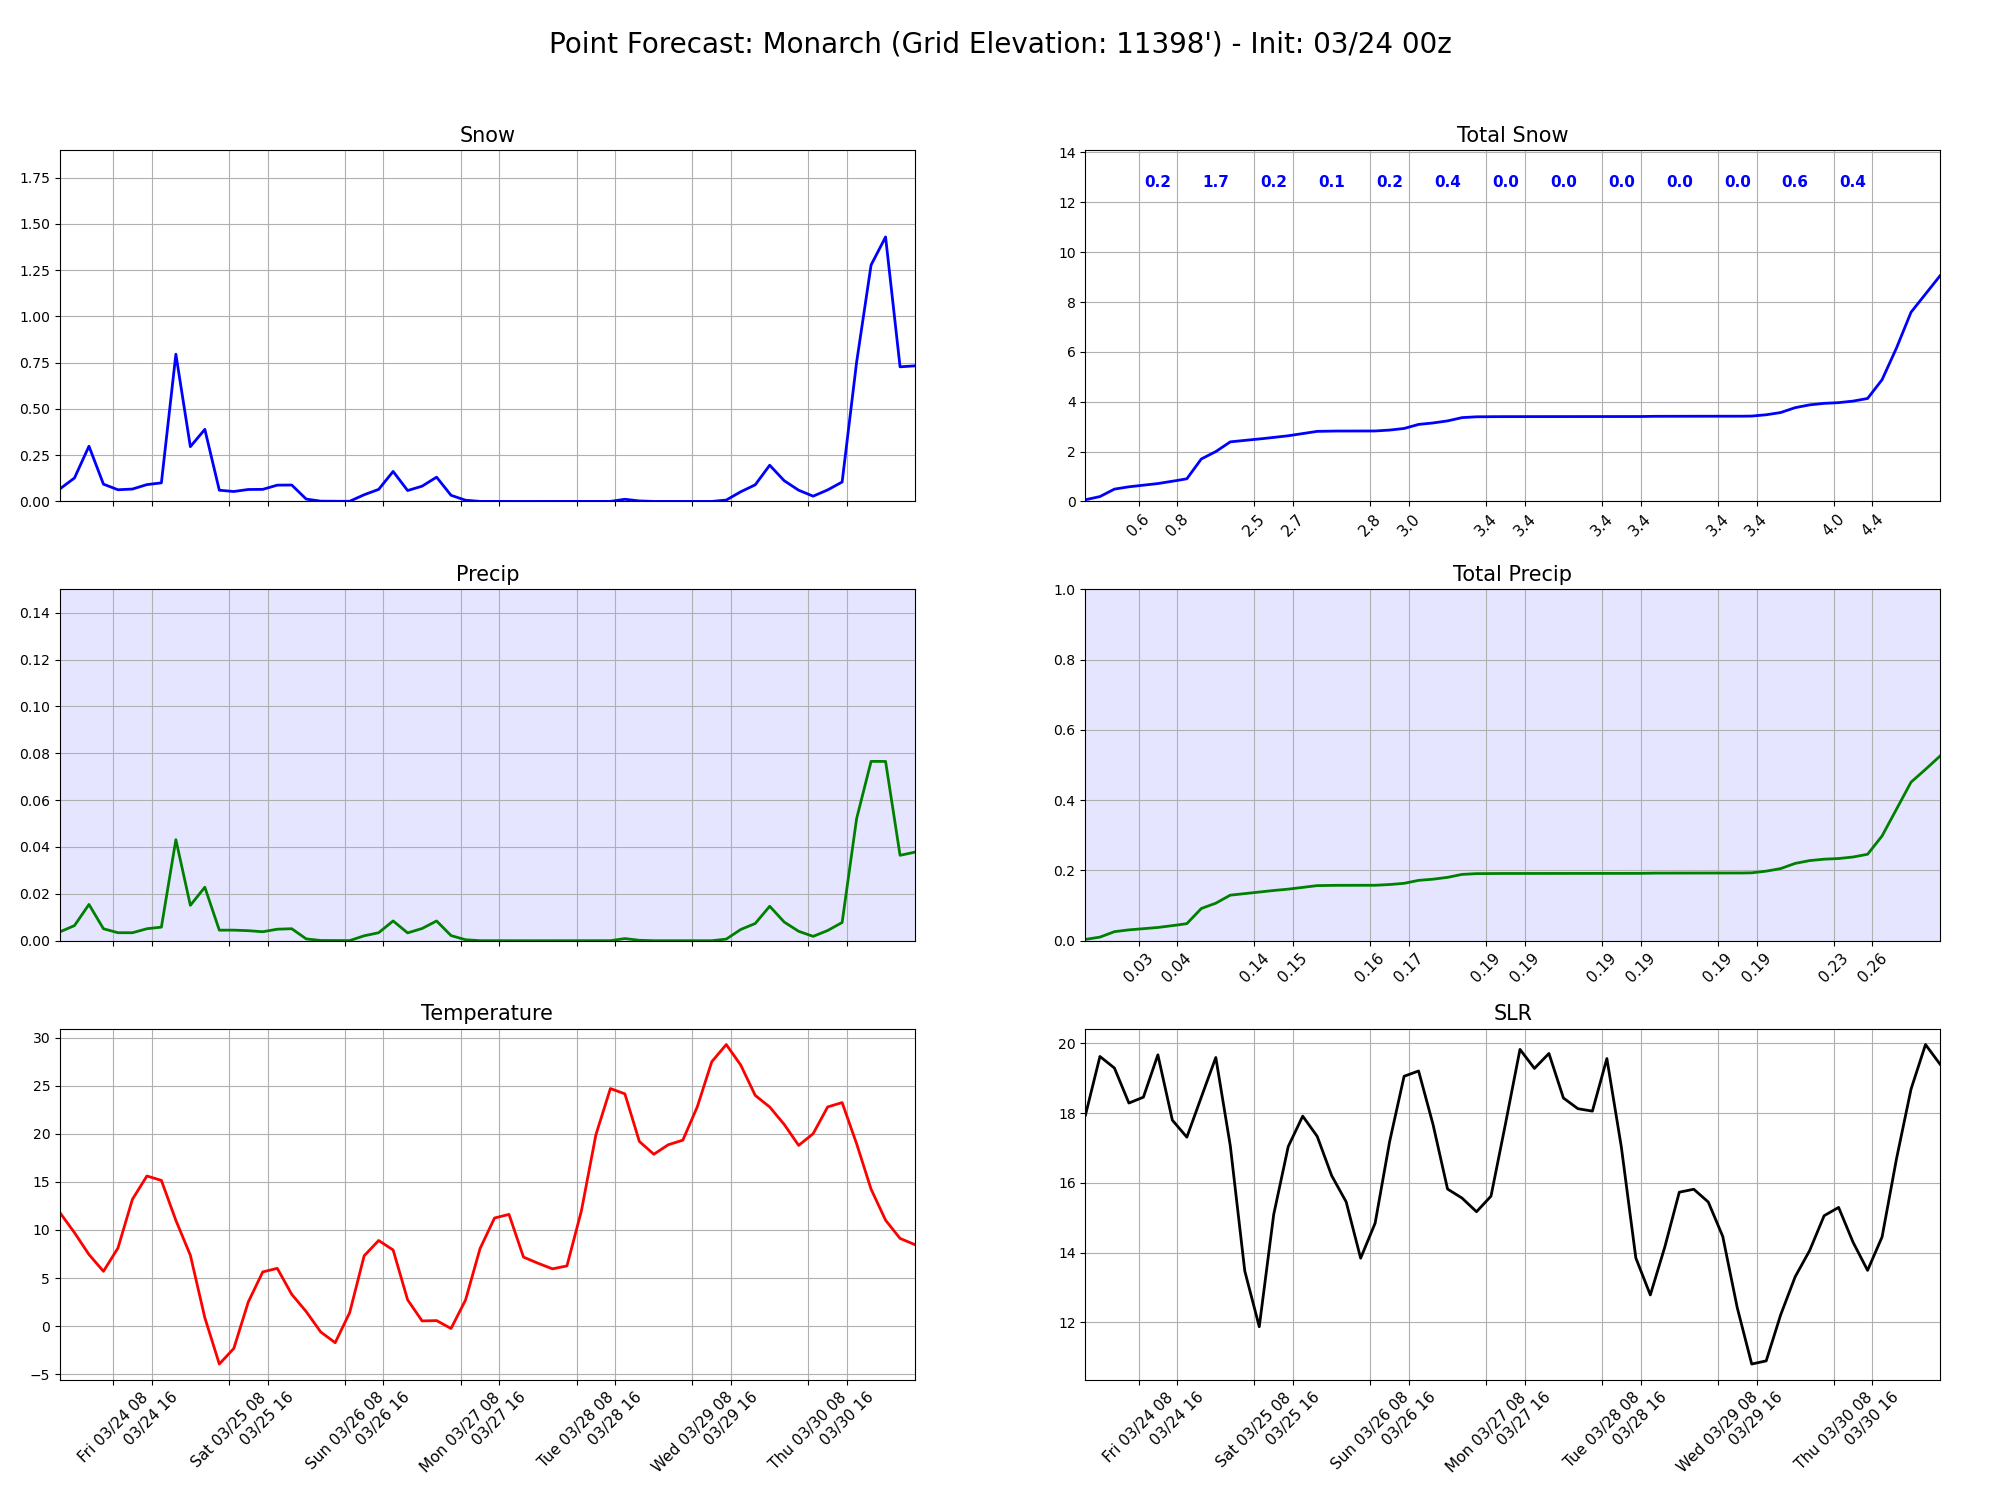 Point Forecast: Monarch (Grid Elevation: 11398') - Init: 03/24 00z
Snow
1.75
1.50
1.25
1.00
0.75
0.50
0.25
0.00
Total Snow
14
12
10
8
6
4
2
0
0.2 1.7 0.2 0.1 0.2 0.4 0.0 0.0 0.0 0.0 0.0 0.6 0.4
0.6 0.8 2.5 2.7 2.8 3.0 3.4 3.4 3.4 3.4 3.4 3.4 4.0 4.4
Precip
0.14
0.12
0.10
0.08
0.06
0.04
0.02
0.00
Total Precip
1.0
0.8
0.6
0.4
0.2
0.0
0.03 0.04 0.14 0.15 0.16 0.17 0.19 0.19 0.19 0.19 0.19 0.19 0.23 0.26
Temperature
30
25
20
15
10
5
0
−5
Fri 03/24 08
03/24 16
Sat 03/25 08
03/25 16
Sun 03/26 08
03/26 16
Mon 03/27 08
03/27 16
Tue 03/28 08
03/28 16
Wed 03/29 08
03/29 16
Thu 03/30 08
03/30 16
SLR
20
18
16
14
12
Fri 03/24 08
03/24 16
Sat 03/25 08
03/25 16
Sun 03/26 08
03/26 16
Mon 03/27 08
03/27 16
Tue 03/28 08
03/28 16
Wed 03/29 08
03/29 16
Thu 03/30 08
03/30 16